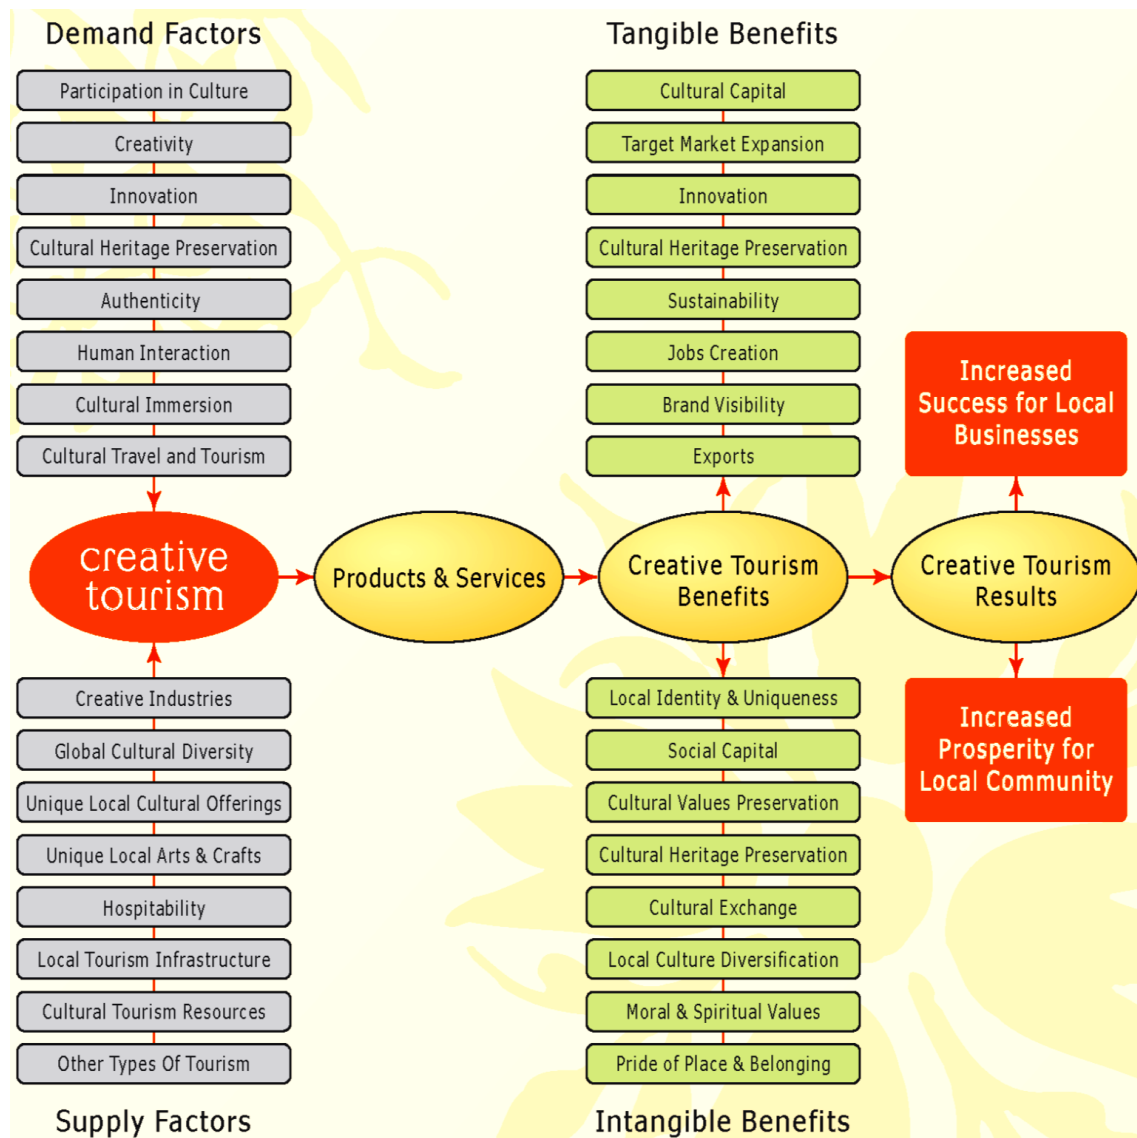 Demand Factors
Participation in Culture
Creativity
Innovation
Cultural Heritage Preservation
Authenticity
Human Interaction
Cultural Immersion
Cultural Travel and Tourism
creative
tourism
Creative Industries
Global Cultural Diversity
Unique Local Cultural Offerings
Unique Local Arts & Crafts
Hospitability
Local Tourism Infrastructure
Cultural Tourism Resources
Other Types Of Tourism
Supply Factors
Products & Services
Tangible Benefits
Cultural Capital
Target Market Expansion
Innovation
Cultural Heritage Preservation
Sustainability
Jobs Creation
Brand Visibility
Exports
Creative Tourism
Benefits
Local Identity & Uniqueness
Social Capital
Cultural Values Preservation
Cultural Heritage Preservation
Cultural Exchange
Local Culture Diversification
Moral & Spiritual Values
Pride of Place & Belonging
Intangible Benefits
Increased
Success for Local
Businesses
Creative Tourism
Results
Increased
Prosperity for
Local Community